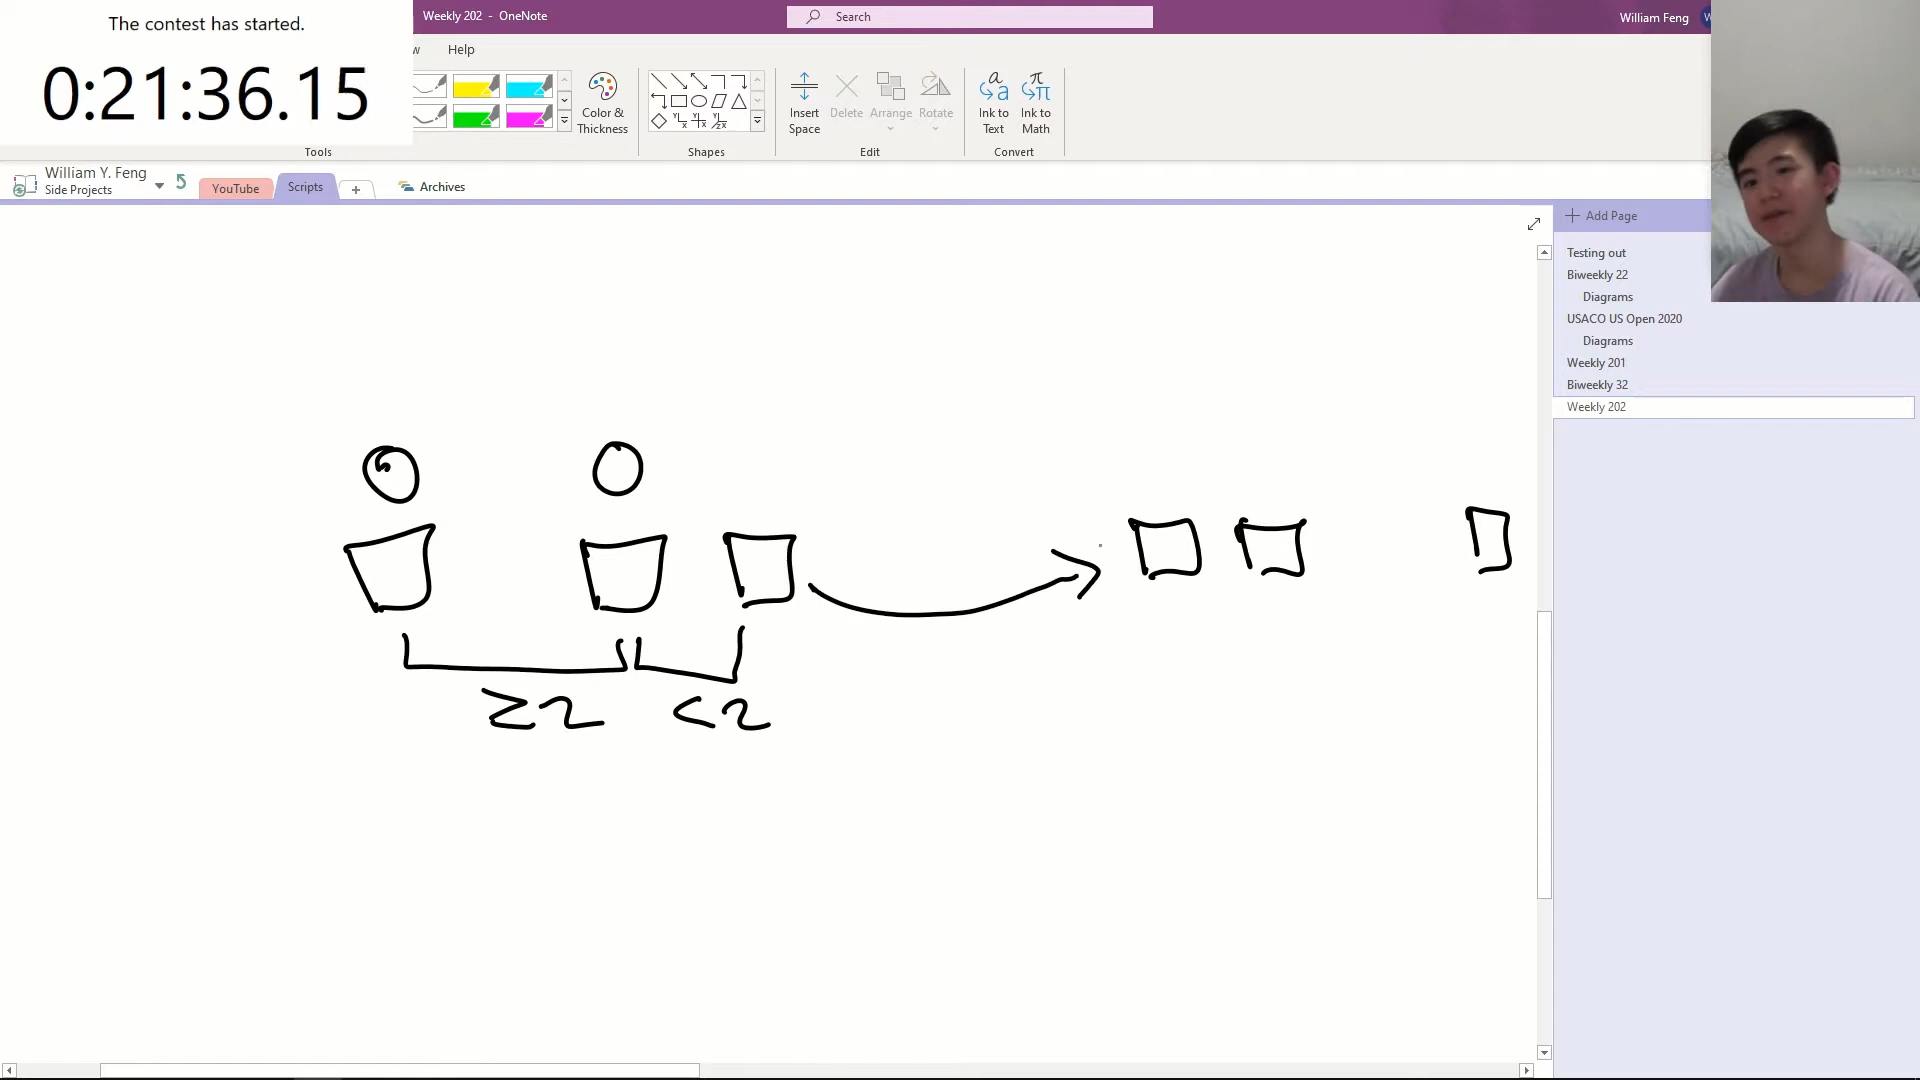 The contest has started.
0:21:36.15
Weekly 202 - OneNote
Search
William Feng
W
w
Help
Color & Thickness
Insert Space
Delete
Arrange
Rotate
Ink to Text
Ink to Math
Tools
Shapes
Edit
Convert
William Y. Feng
Side Projects
YouTube
Scripts
Archives
Add Page
Testing out
Biweekly 22
Diagrams
USACO US Open 2020
Diagrams
Weekly 201
Biweekly 32
Weekly 202
≥2
<2